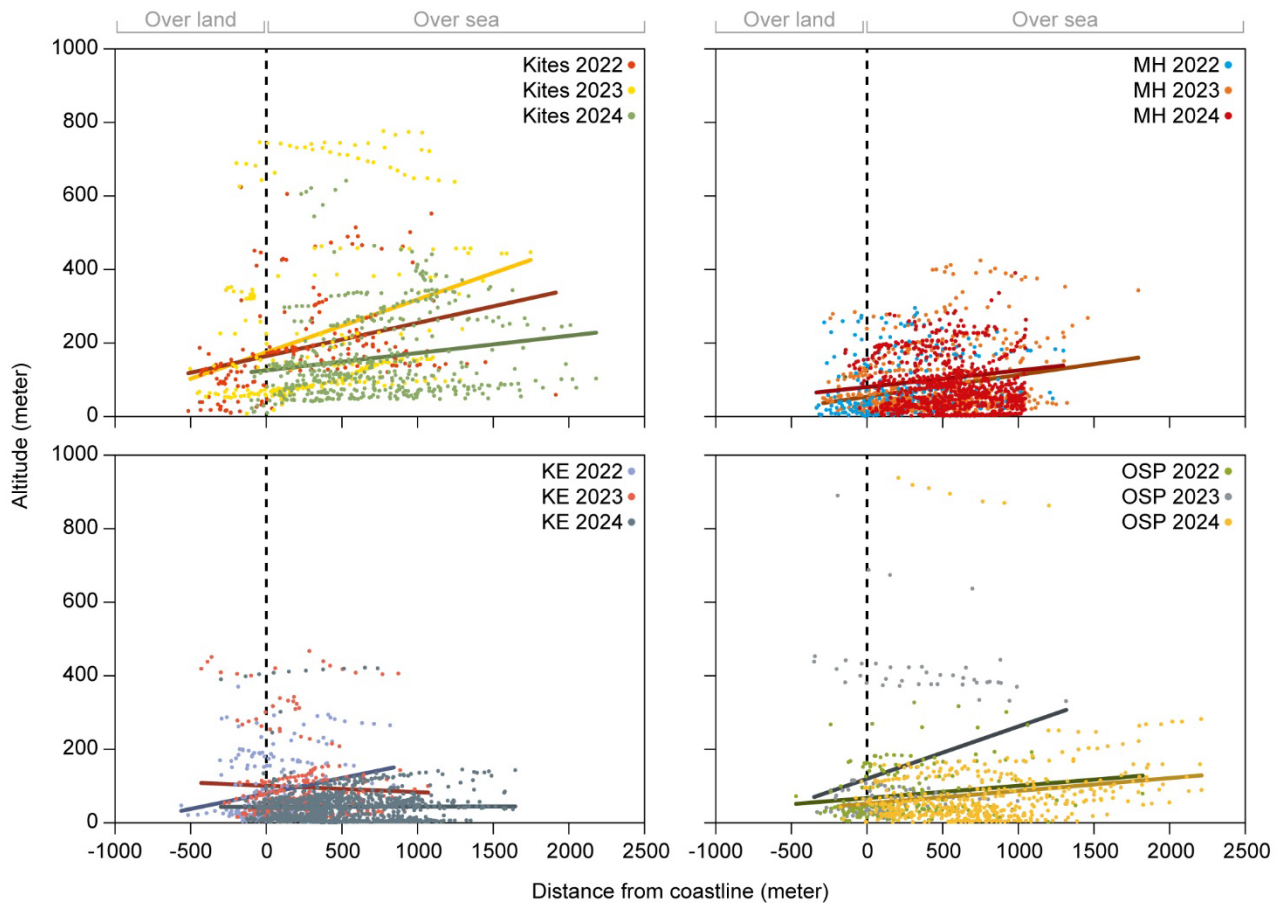 Over land Over sea Over land Over sea
1000
800
600
400
200
0
Kites 2022
Kites 2023
Kites 2024
MH 2022
MH 2023
MH 2024
Altitude (meter)
1000
800
600
400
200
0
KE 2022
KE 2023
KE 2024
OSP 2022
OSP 2023
OSP 2024
-1000 -500 0 500 1000 1500 2000 2500 -1000 -500 0 500 1000 1500 2000 2500
Distance from coastline (meter)